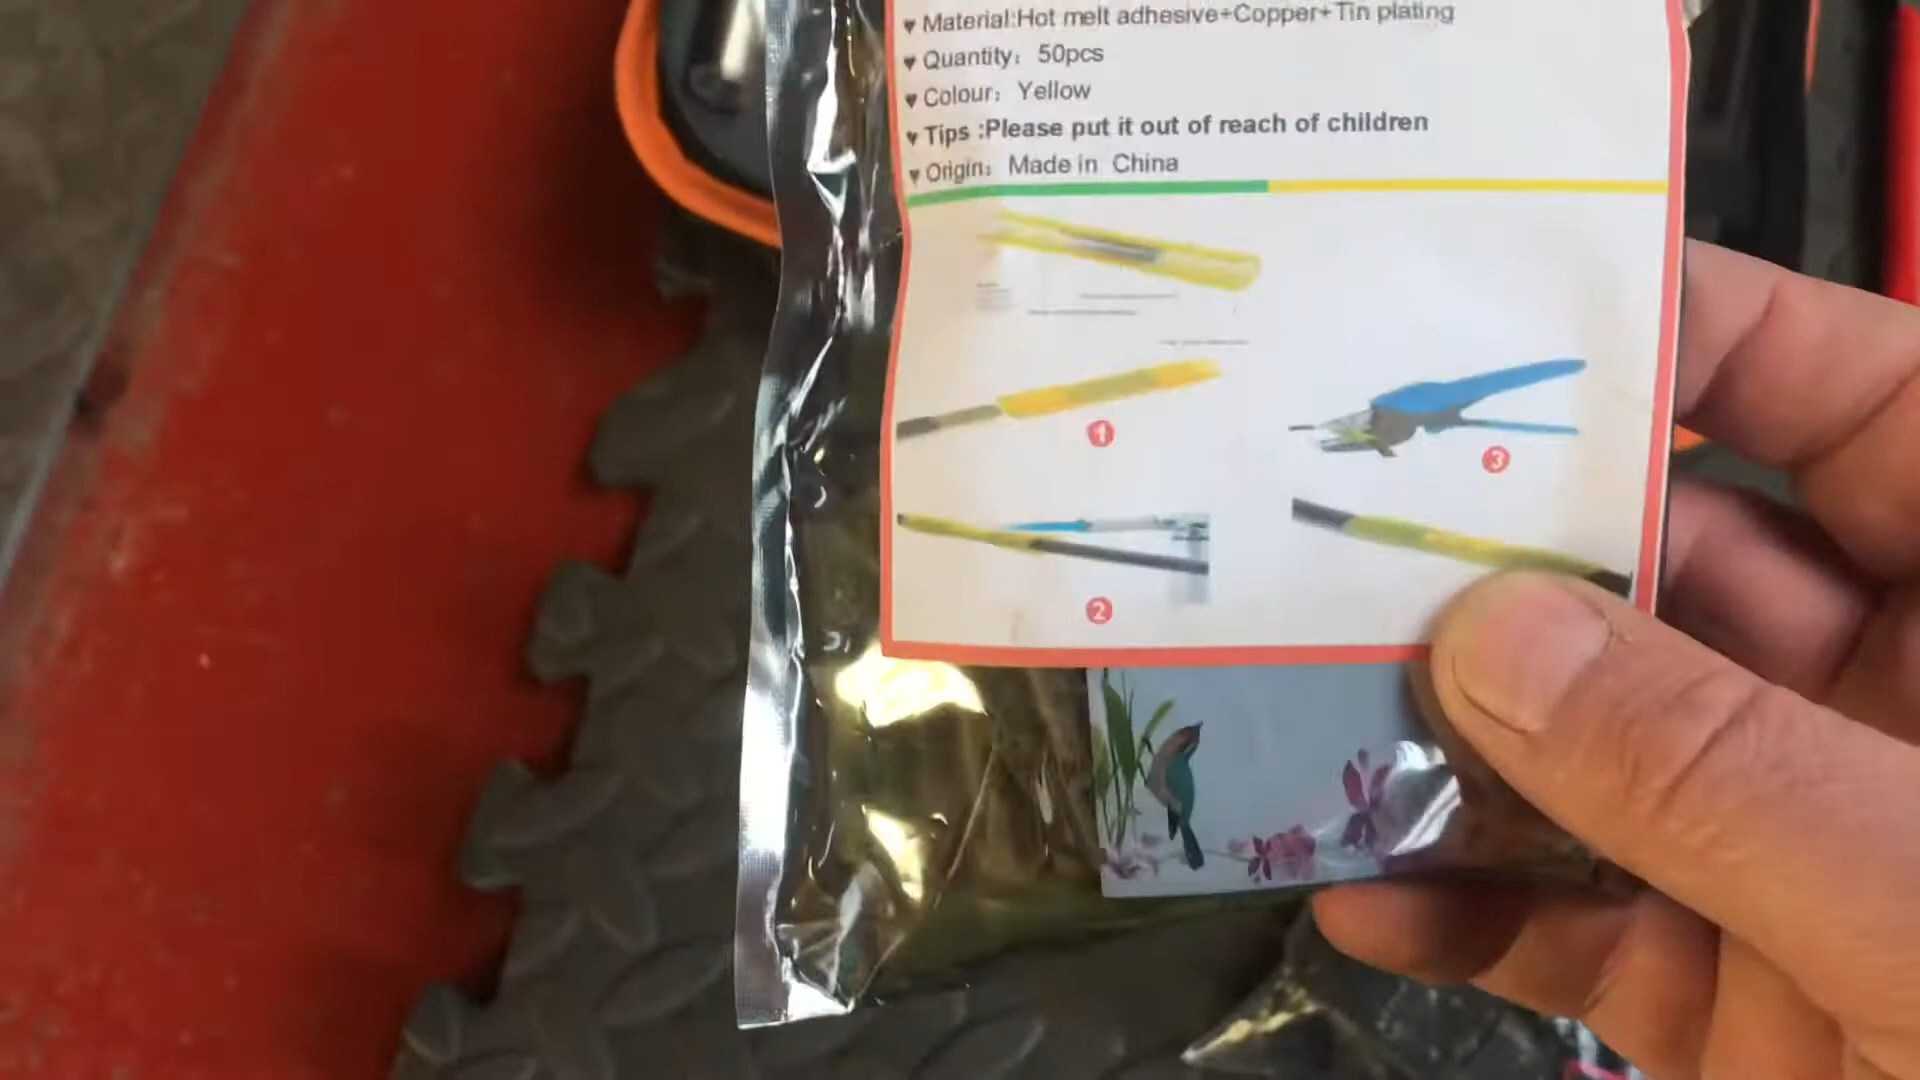 ♥ Material:Hot melt adhesive+Copper+Tin plating
♥ Quantity: 50pcs
♥ Colour: Yellow
♥ Tips :Please put it out of reach of children
♥ Origin: Made in China
1
3
2